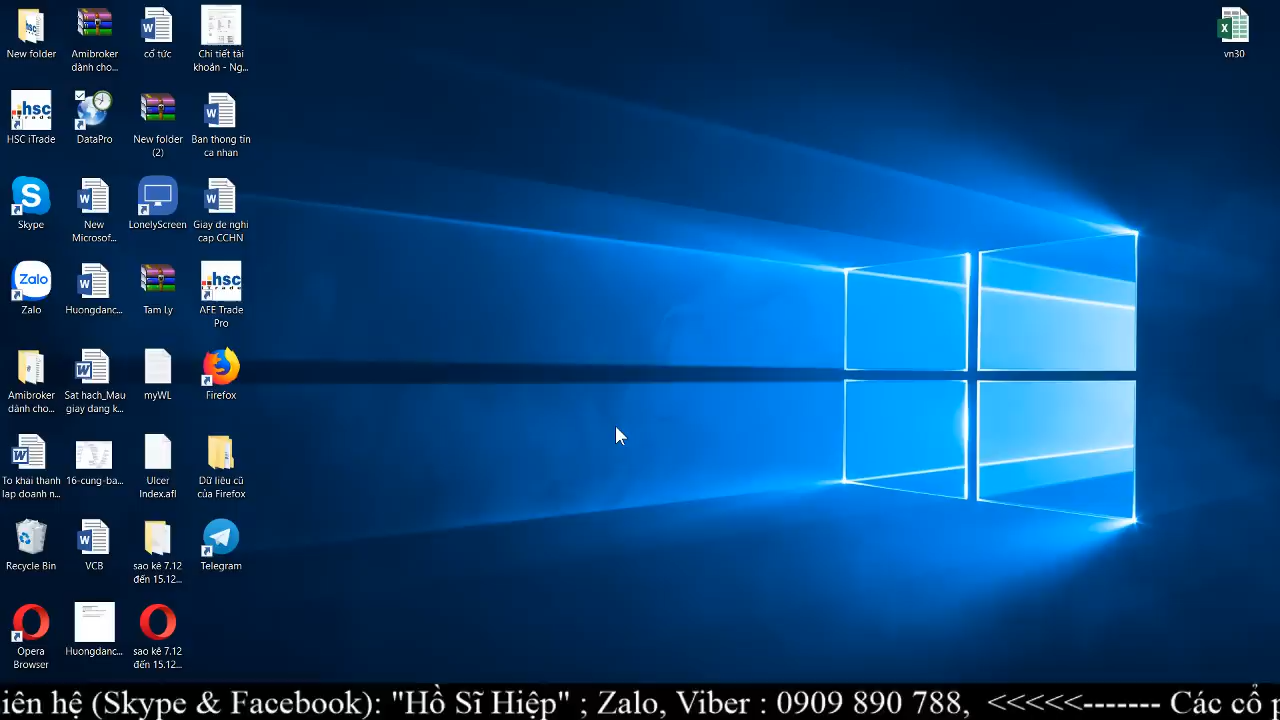 New folder
Amibroker
dành cho...
cổ tức
Chi tiết tài
khoản - Ng...
vn30
hsc
iTrade
HSC iTrade
DataPro
New folder
(2)
Ban thong tin
ca nhan
Skype
New
Microsof...
LonelyScreen
Giay de nghi
cap CCHN
Zalo
Zalo
Huongdanc...
Tam Ly
hsc
AFE Trade
Pro
Amibroker
dành cho...
Sat hach_Mau
giay dang k...
myWL
Firefox
To khai thanh
lap doanh n...
16-cung-ba...
Ulcer
Index.afl
Dữ liệu cũ
của Firefox
Recycle Bin
VCB
sao kê 7.12
đến 15.12...
Telegram
Opera
Browser
Huongdanc...
sao kê 7.12
đến 15.12...
iên hệ (Skype & Facebook): "Hồ Sĩ Hiệp" ; Zalo, Viber : 0909 890 788, <<<<<------- Các cổ p